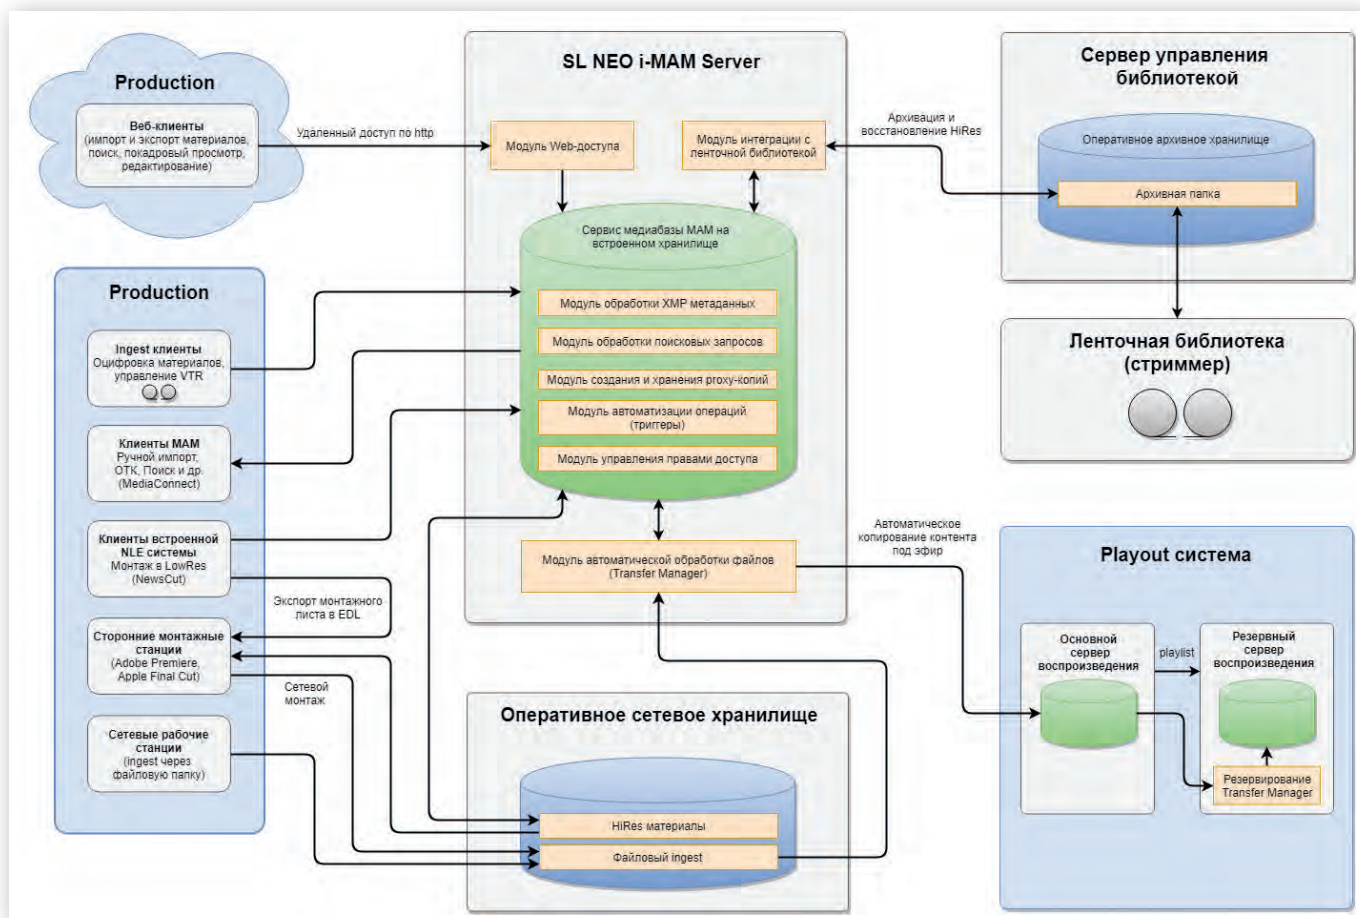 Production
Веб-клиенты
(импорт и экспорт материалов,
поиск, покадровый просмотр,
редактирование)
Удаленный доступ по http
SL NEO i-MAM Server
Модуль Web-доступа
Модуль интеграции с
ленточной библиотекой
Архивация и
восстановление HiRes
Сервер управления
библиотекой
Оперативное архивное хранилище
Архивная папка
Ленточная библиотека
(стриммер)
Сервис медиабазы MAM на
встроенном хранилище
Модуль обработки XMP метаданных
Модуль обработки поисковых запросов
Модуль создания и хранения proxy-копий
Модуль автоматизации операций
(триггеры)
Модуль управления правами доступа
Модуль автоматической обработки файлов
(Transfer Manager)
Production
Ingest клиенты
Оцифровка материалов,
управление VTR
Клиенты MAM
Ручной импорт,
ОТК, Поиск и др.
(MediaConnect)
Клиенты встроенной
NLE системы
Монтаж в LowRes
(NewsCut)
Экспорт монтажного
листа в EDL
Сторонние монтажные
станции
(Adobe Premiere,
Apple Final Cut)
Сетевой
монтаж
Сетевые рабочие
станции
(ingest через
файловую папку)
Оперативное сетевое хранилище
HiRes материалы
Файловый ingest
Автоматическое
копирование контента
под эфир
Playout система
Основной
сервер
воспроизведения
playlist
Резервный
сервер
воспроизведения
Резервирование
Transfer Manager